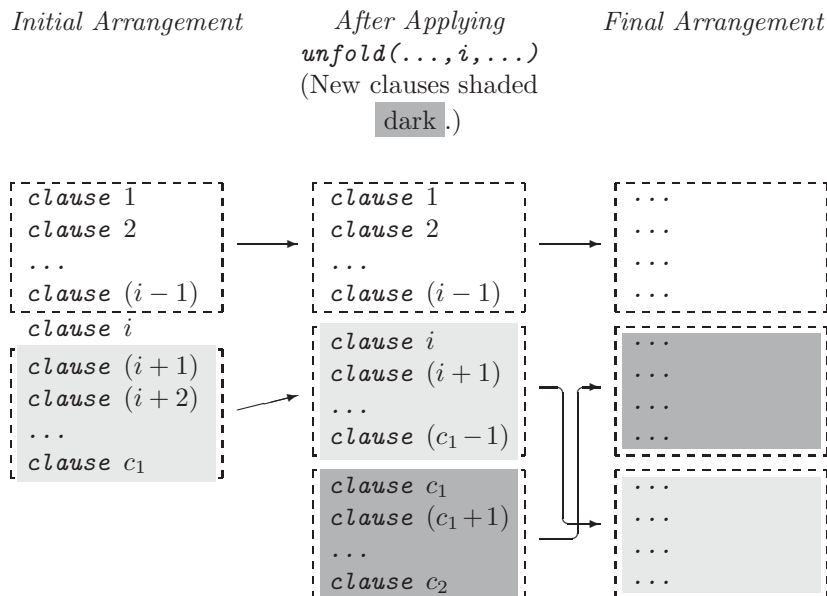 Initial Arrangement
After Applying
unfold(...,i,...)
(New clauses shaded
dark.)
Final Arrangement
clause 1
clause 2
...
clause (i − 1)
clause i
clause (i + 1)
clause (i + 2)
...
clause c₁
clause 1
clause 2
...
clause (i − 1)
clause i
clause (i + 1)
...
clause (c₁ − 1)
clause c₁
clause (c₁ + 1)
...
clause c₂
...
...
...
...
...
...
...
...
...
...
...
...